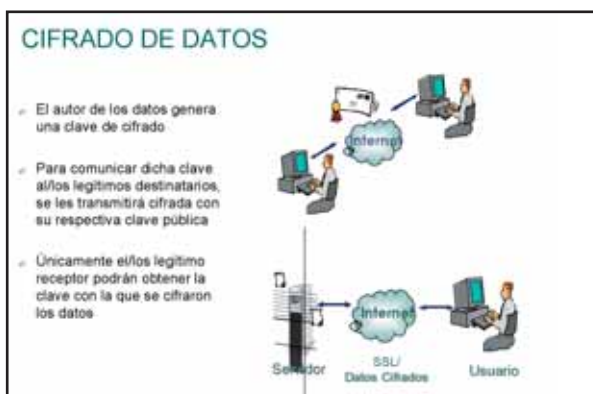 CIFRADO DE DATOS
El autor de los datos genera
una clave de cifrado
Para comunicar dicha clave
al/los legítimos destinatarios,
se les transmitirá cifrada con
su respectiva clave pública
Únicamente el/los legítimo
receptor podrán obtener la
clave con la que se cifraron
los datos
Internet
Internet
Servidor
SSL/
Datos Cifrados
Usuario